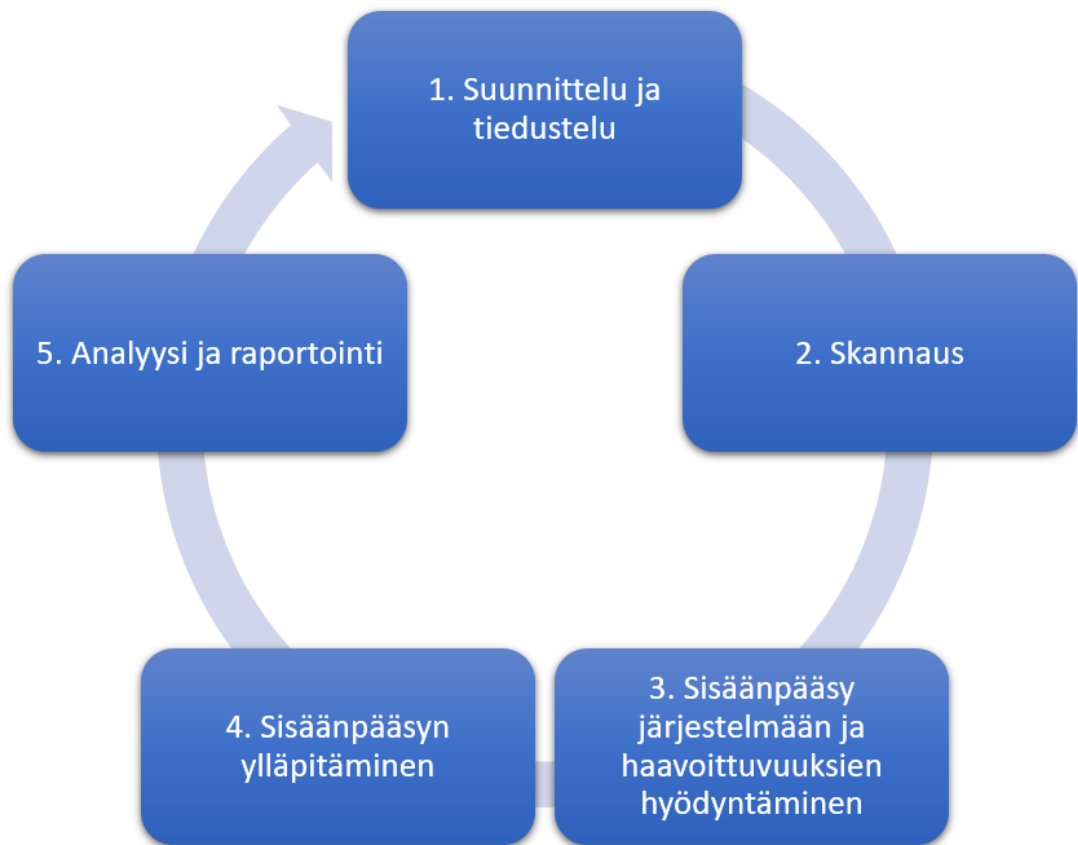 1. Suunnittelu ja
tiedustelu
2. Skannaus
3. Sisäänpääsy
järjestelmään ja
haavoittuvuuksien
hyödyntäminen
4. Sisäänpääsyn
ylläpitäminen
5. Analyysi ja raportointi